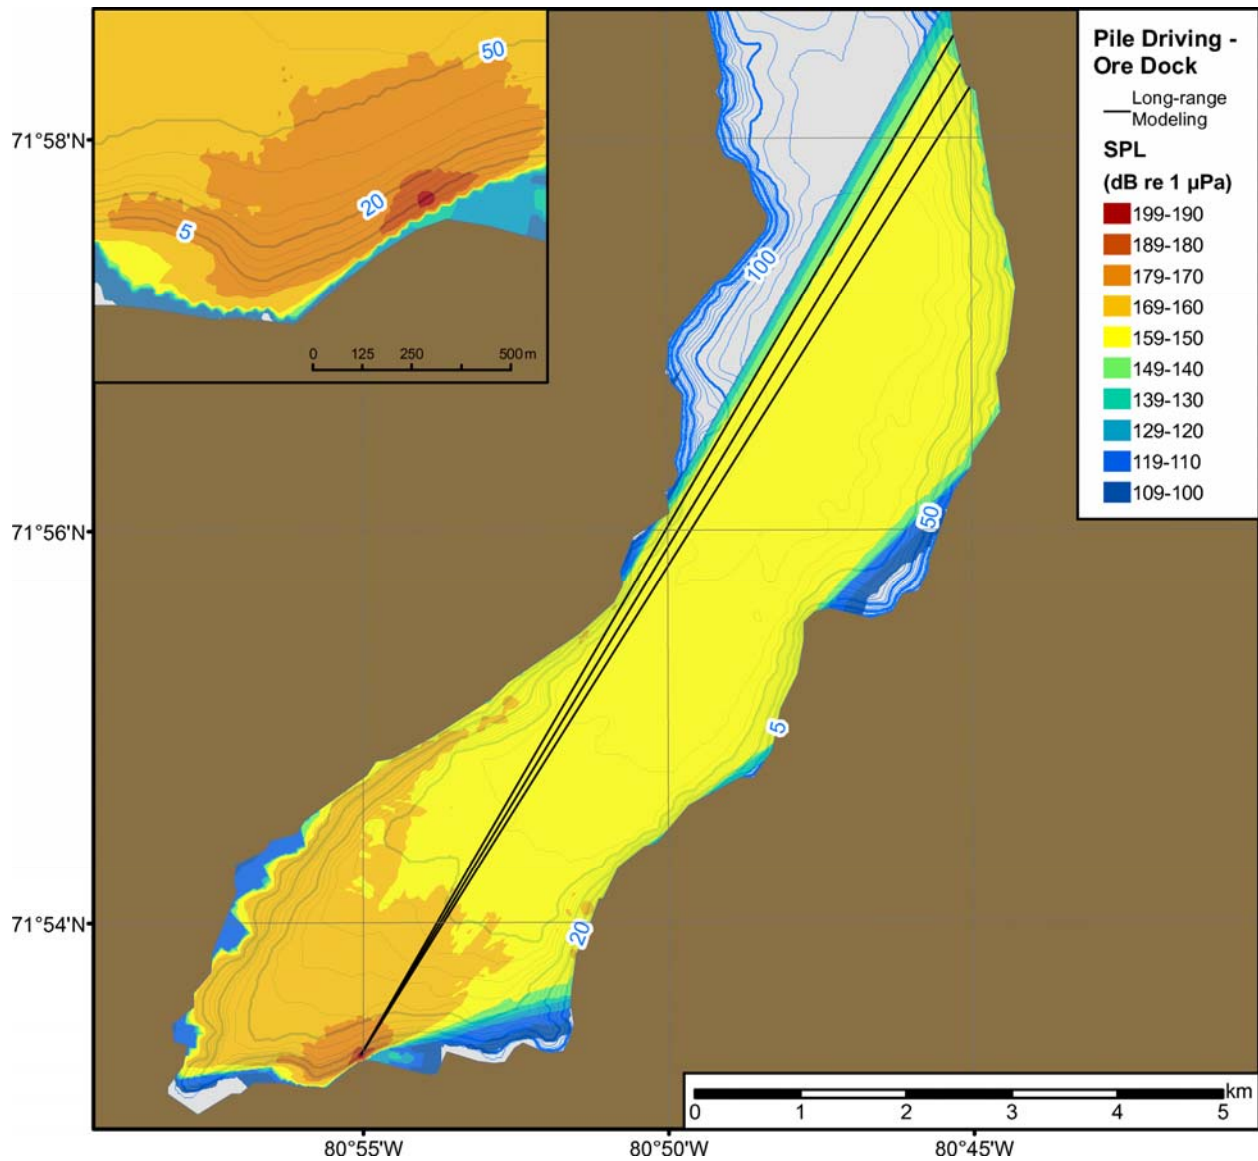 50
20
5
0 125 250 500 m
Pile Driving -
Ore Dock
Long-range
Modeling
SPL
(dB re 1 µPa)
199-190
189-180
179-170
169-160
159-150
149-140
139-130
129-120
119-110
109-100
71°58'N
71°56'N
71°54'N
100
50
5
20
km
0 1 2 3 4 5
80°55'W 80°50'W 80°45'W